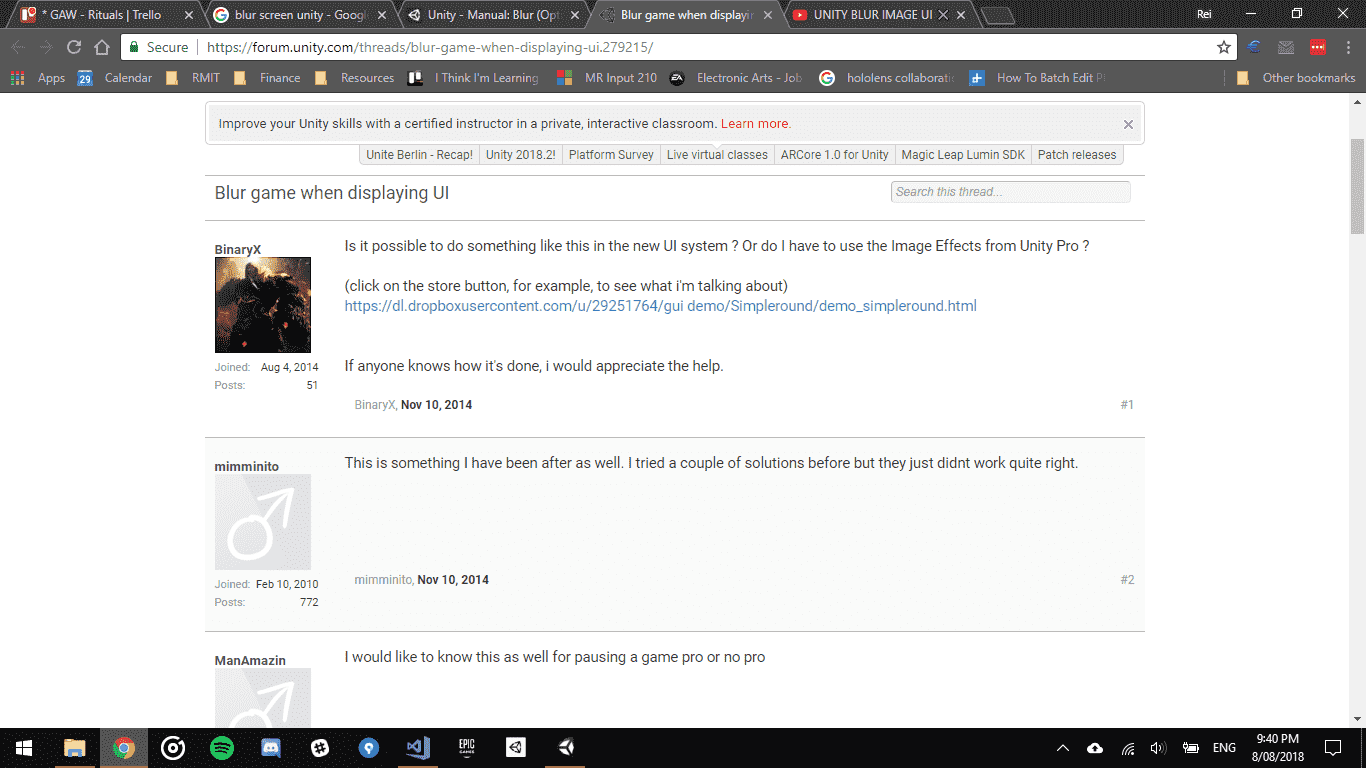 * GAW - Rituals | Trello
blur screen unity - Googl
Unity - Manual: Blur (Opt
Blur game when displayin
UNITY BLUR IMAGE UI
Rei
Secure
https://forum.unity.com/threads/blur-game-when-displaying-ui.279215/
Apps
29
Calendar
RMIT
Finance
Resources
I Think I'm Learning
MR Input 210
Electronic Arts - Job
hololens collaborati
How To Batch Edit P
Other bookmarks
Improve your Unity skills with a certified instructor in a private, interactive classroom. Learn more.
Unite Berlin - Recap!
Unity 2018.2!
Platform Survey
Live virtual classes
ARCore 1.0 for Unity
Magic Leap Lumin SDK
Patch releases
Blur game when displaying UI
Search this thread...
BinaryX
Is it possible to do something like this in the new UI system ? Or do I have to use the Image Effects from Unity Pro ?
(click on the store button, for example, to see what i'm talking about)
https://dl.dropboxusercontent.com/u/29251764/gui demo/Simpleround/demo_simpleround.html
If anyone knows how it's done, i would appreciate the help.
Joined: Aug 4, 2014
Posts: 51
BinaryX, Nov 10, 2014
#1
mimminito
This is something I have been after as well. I tried a couple of solutions before but they just didnt work quite right.
Joined: Feb 10, 2010
Posts: 772
mimminito, Nov 10, 2014
#2
ManAmazin
I would like to know this as well for pausing a game pro or no pro
EPIC
GAMES
ENG
9:40 PM
8/08/2018